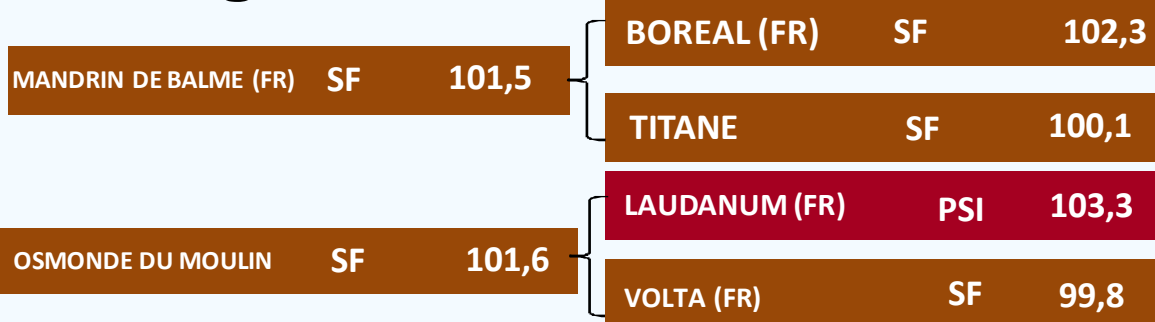 MANDRIN DE BALME (FR) SF 101,5
BOREAL (FR) SF 102,3
TITANE SF 100,1
OSMONDE DU MOULIN SF 101,6
LAUDANUM (FR) PSI 103,3
VOLTA (FR) SF 99,8